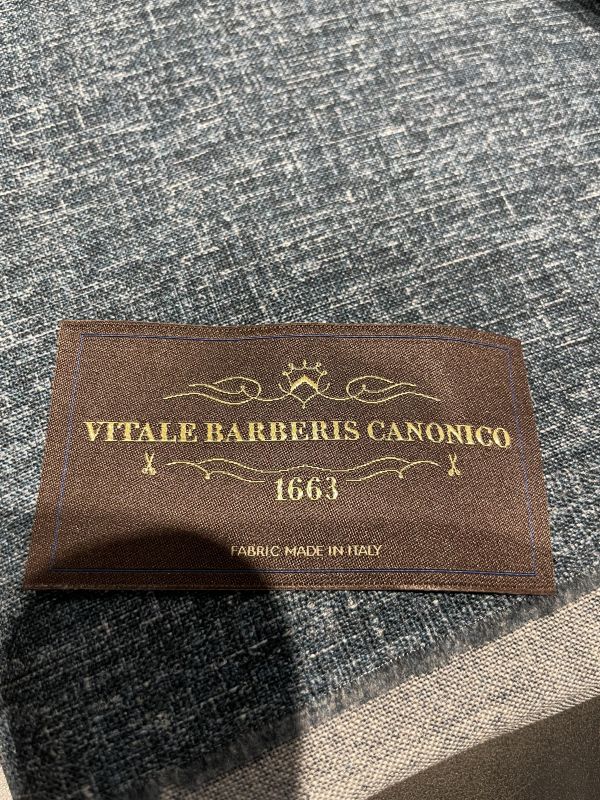 VITALE BARBERIS CANONICO
1663
FABRIC MADE IN ITALY